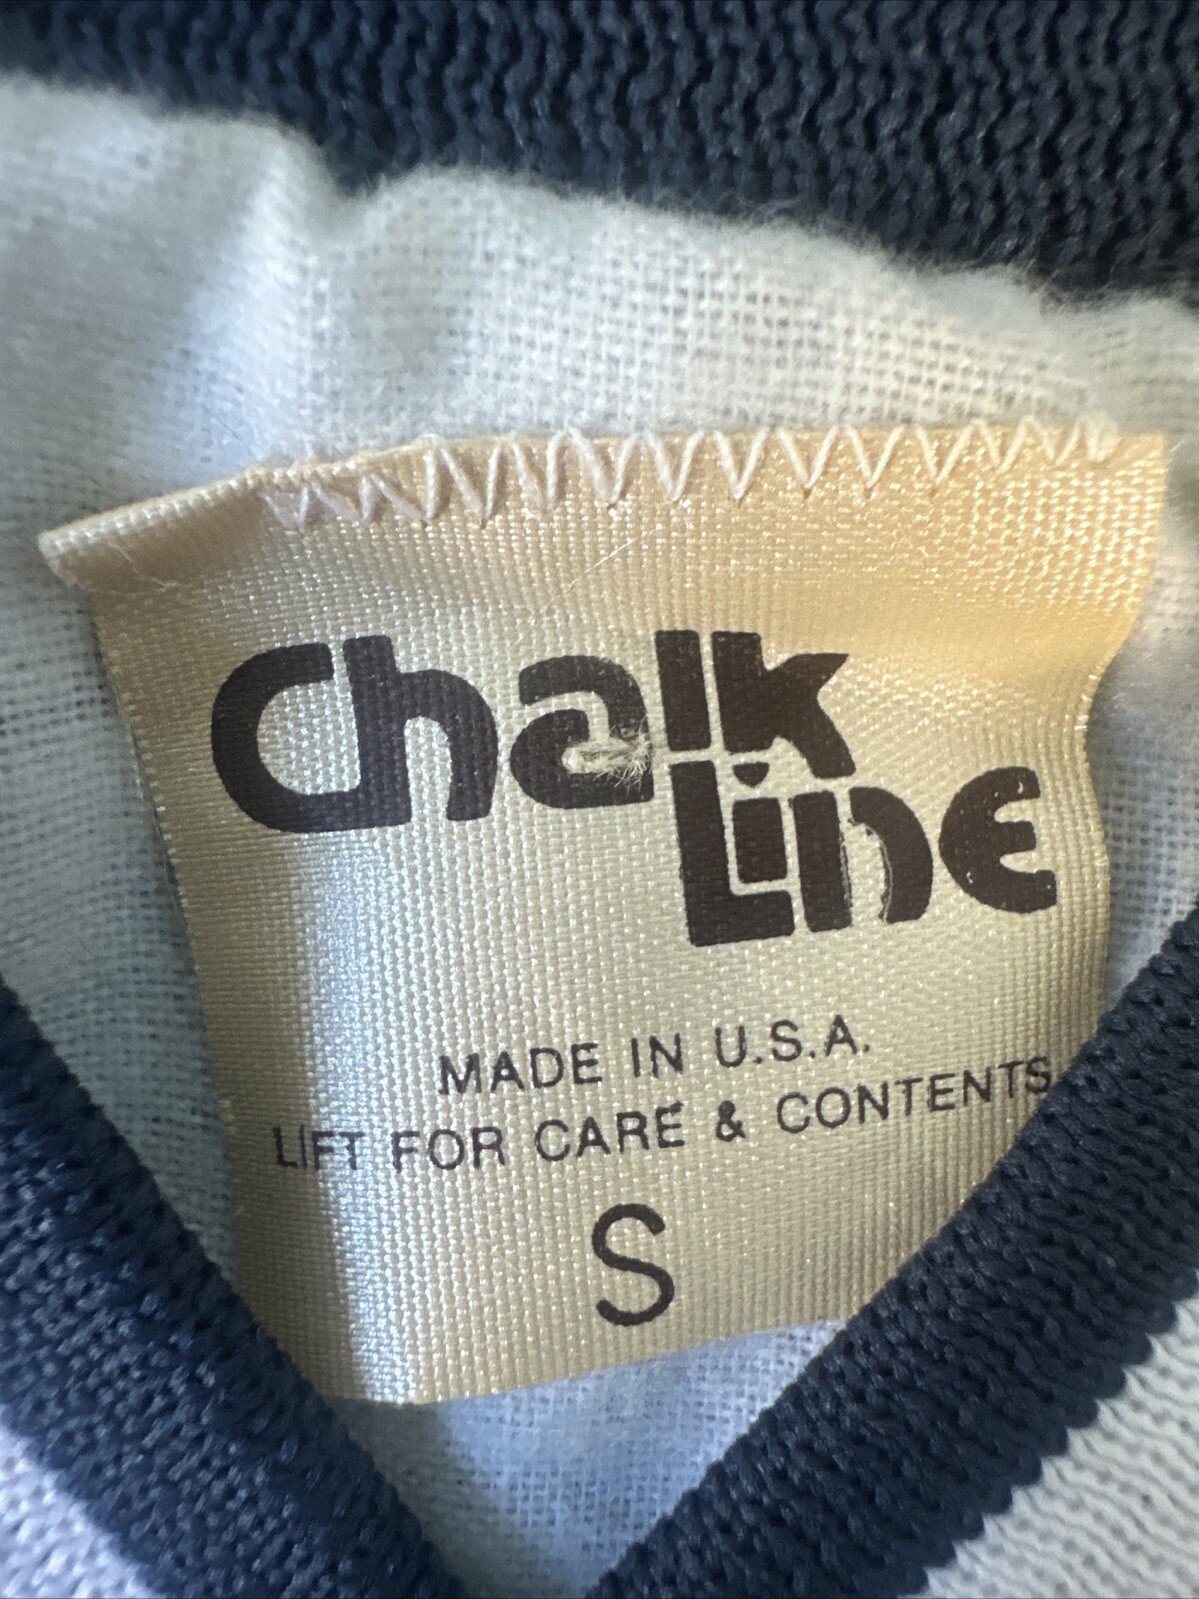 Chalk
Line
MADE IN U.S.A.
LIFT FOR CARE & CONTENTS
S